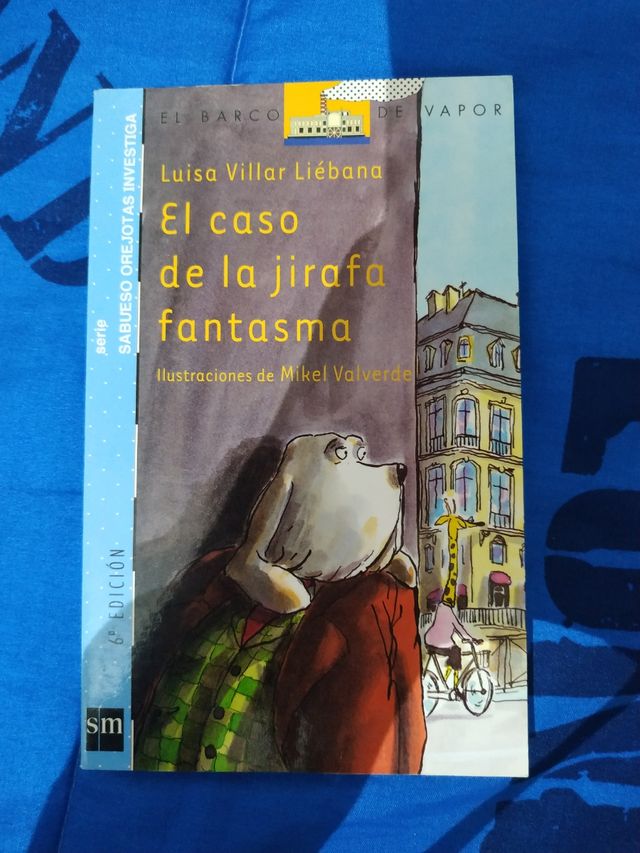 EL BARCO DE VAPOR
Luisa Villar Liébana
El caso
de la jirafa
fantasma
Ilustraciones de Mikel Valverde
serie
SABUESO OREJOTAS INVESTIGA
6ª EDICIÓN
sm